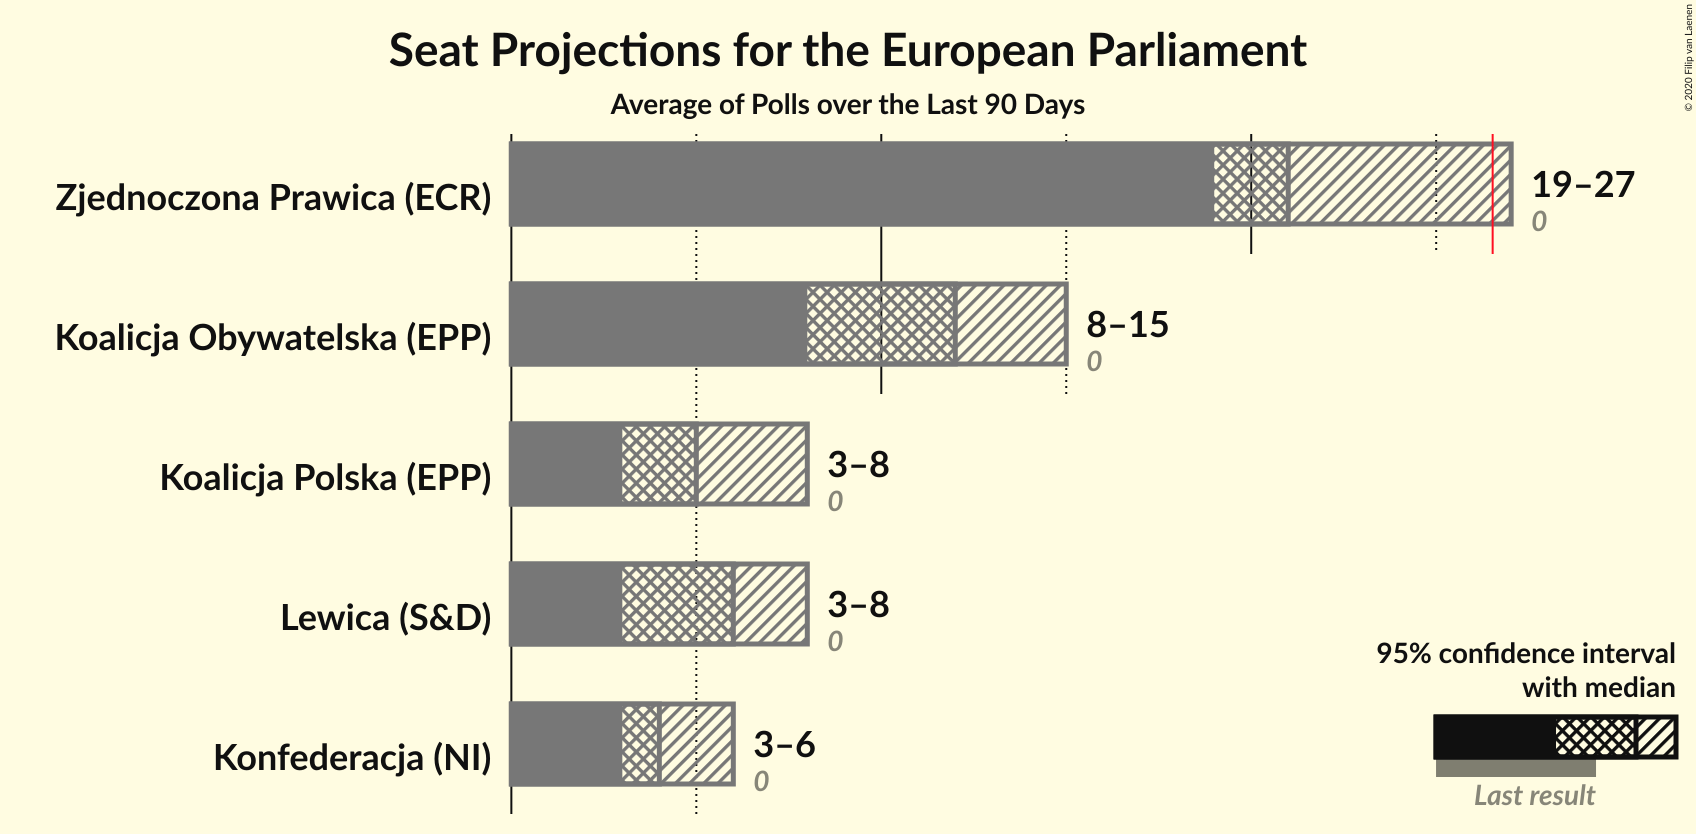 Seat Projections for the European Parliament
Average of Polls over the Last 90 Days
© 2020 Filip van Laenen
Zjednoczona Prawica (ECR)
19–27
0
Koalicja Obywatelska (EPP)
8–15
0
Koalicja Polska (EPP)
3–8
0
Lewica (S&D)
3–8
0
Konfederacja (NI)
3–6
0
95% confidence interval
with median
Last result